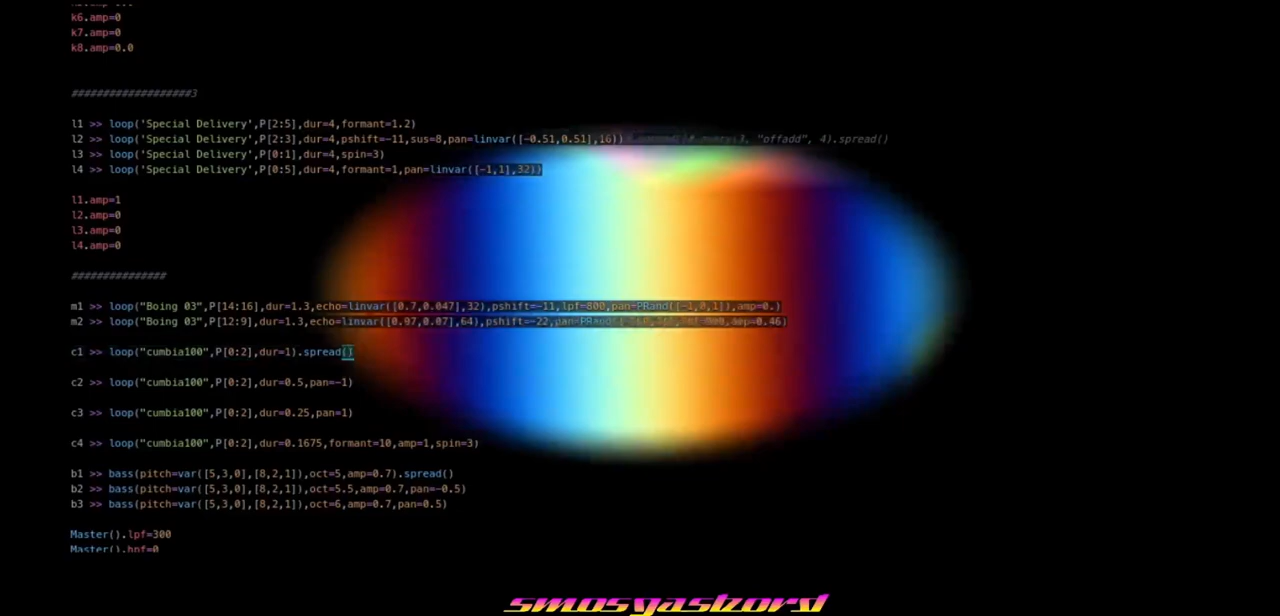 k6.amp=0
k7.amp=0
k8.amp=0.0
###################3
l1 >> loop('Special Delivery',P[2:5],dur=4,formant=1.2)
l2 >> loop('Special Delivery',P[2:3],dur=4,pshift=-11,sus=8,pan=linvar([-0.51,0.51],16)) "offadd", 4).spread()
l3 >> loop('Special Delivery',P[0:1],dur=4,spin=3)
l4 >> loop('Special Delivery',P[0:5],dur=4,formant=1,pan=linvar([-1,1],32))
l1.amp=1
l2.amp=0
l3.amp=0
l4.amp=0
###############
m1 >> loop("Boing 03",P[14:16],dur=1.3,echo=linvar([0.7,0.047],32),pshift=-11,lpf=800,pan=PRand([-1,0,1]),amp=0.)
m2 >> loop("Boing 03",P[12:9],dur=1.3,echo=linvar([0.97,0.07],64),pshift=-22,pan=PRand( amp=0.46)
c1 >> loop("cumbia100",P[0:2],dur=1).spread()
c2 >> loop("cumbia100",P[0:2],dur=0.5,pan=-1)
c3 >> loop("cumbia100",P[0:2],dur=0.25,pan=1)
c4 >> loop("cumbia100",P[0:2],dur=0.1675,formant=10,amp=1,spin=3)
b1 >> bass(pitch=var([5,3,0],[8,2,1]),oct=5,amp=0.7).spread()
b2 >> bass(pitch=var([5,3,0],[8,2,1]),oct=5.5,amp=0.7,pan=-0.5)
b3 >> bass(pitch=var([5,3,0],[8,2,1]),oct=6,amp=0.7,pan=0.5)
Master().lpf=300
Master().hpf=0